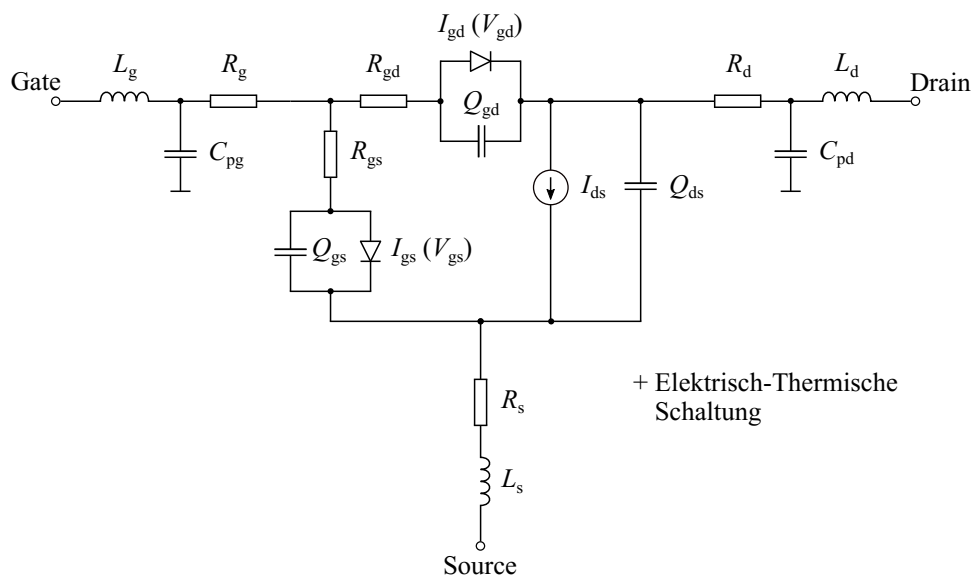 I_gd (V_gd)
Gate
L_g
R_g
R_gd
R_d
L_d
Drain
Q_gd
C_pg
R_gs
I_ds
Q_ds
C_pd
Q_gs
I_gs (V_gs)
+ Elektrisch-Thermische
Schaltung
R_s
L_s
Source